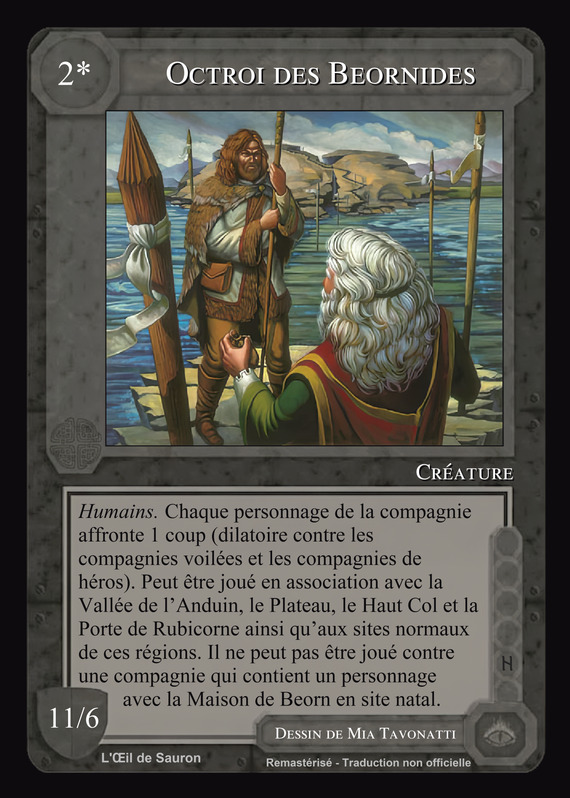 2*
OCTROI DES BEORNIDES
CRÉATURE
Humains. Chaque personnage de la compagnie
affronte 1 coup (dilatoire contre les
compagnies voilées et les compagnies de
héros). Peut être joué en association avec la
Vallée de l'Anduin, le Plateau, le Haut Col et la
Porte de Rubicorne ainsi qu'aux sites normaux
de ces régions. Il ne peut pas être joué contre
une compagnie qui contient un personnage
avec la Maison de Beorn en site natal.
11/6
DESSIN DE MIA TAVONATTI
L'Œil de Sauron
Remastérisé - Traduction non officielle